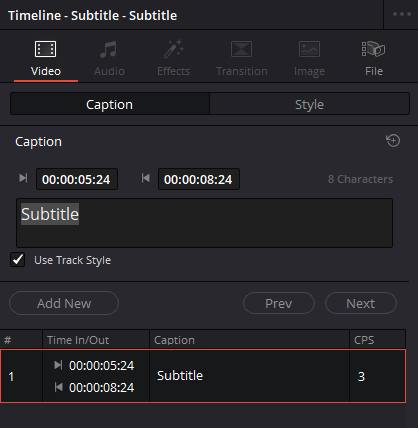 Timeline - Subtitle - Subtitle
Video Audio Effects Transition Image File
Caption Style
Caption
00:00:05:24 00:00:08:24 8 Characters
Subtitle
Use Track Style
Add New Prev Next
# Time In/Out Caption CPS
1 00:00:05:24 Subtitle 3
00:00:08:24